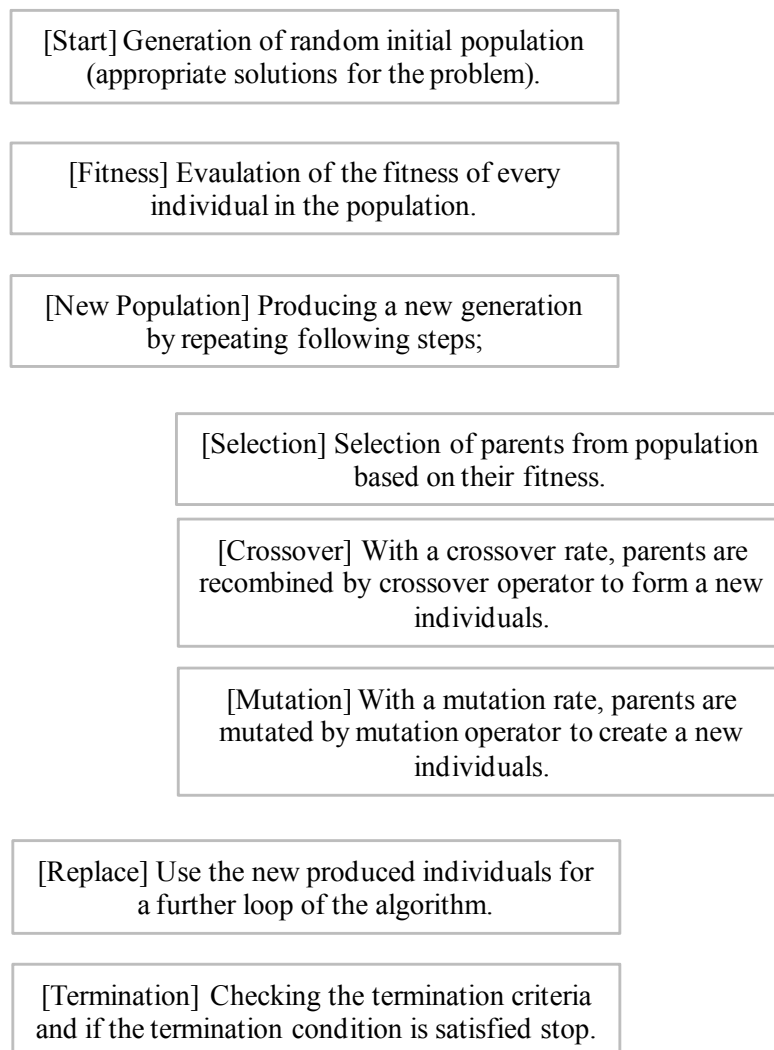 [Start] Generation of random initial population
(appropriate solutions for the problem).
[Fitness] Evaulation of the fitness of every
individual in the population.
[New Population] Producing a new generation
by repeating following steps;
[Selection] Selection of parents from population
based on their fitness.
[Crossover] With a crossover rate, parents are
recombined by crossover operator to form a new
individuals.
[Mutation] With a mutation rate, parents are
mutated by mutation operator to create a new
individuals.
[Replace] Use the new produced individuals for
a further loop of the algorithm.
[Termination] Checking the termination criteria
and if the termination condition is satisfied stop.